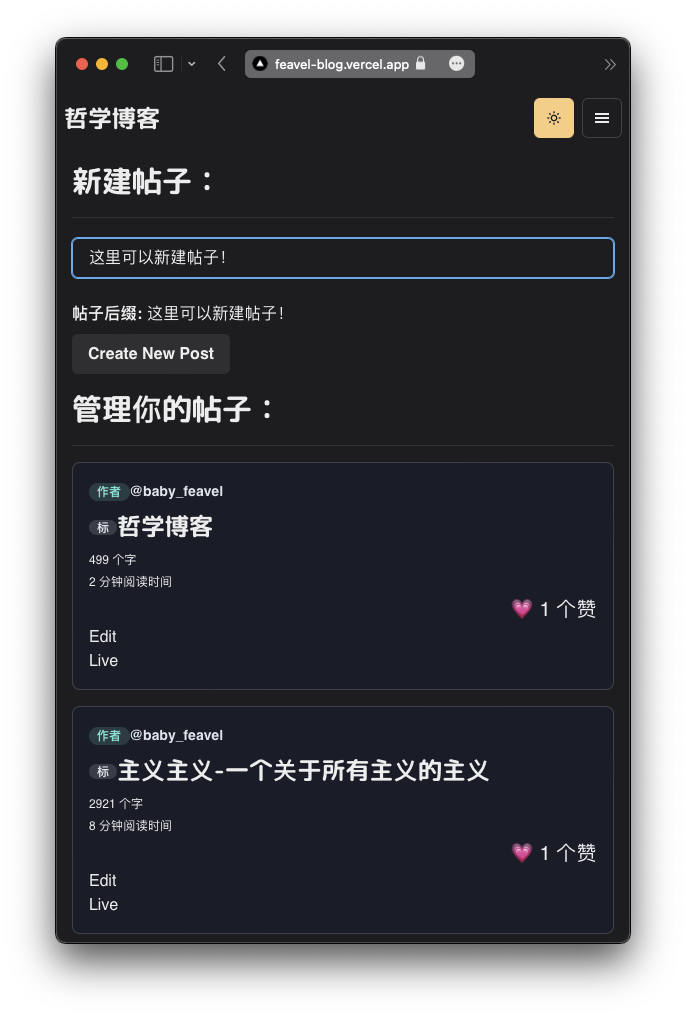 feavel-blog.vercel.app
哲学博客
新建帖子：
这里可以新建帖子！
帖子后缀: 这里可以新建帖子！
Create New Post
管理你的帖子：
作者 @baby_feavel
标 哲学博客
499 个字
2 分钟阅读时间
1 个赞
Edit
Live
作者 @baby_feavel
标 主义主义-一个关于所有主义的主义
2921 个字
8 分钟阅读时间
1 个赞
Edit
Live